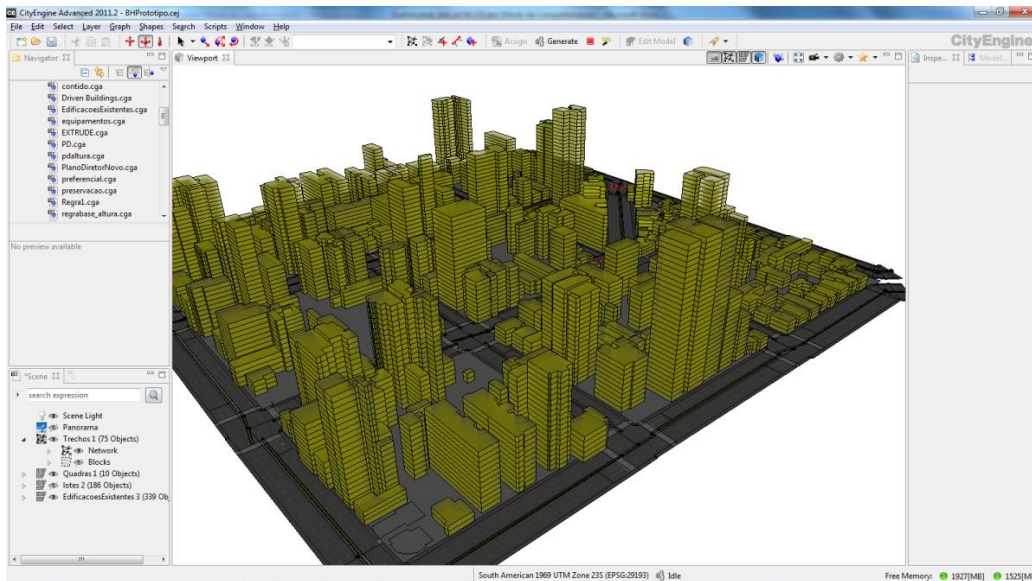 CE CityEngine Advanced 2011.2 - BHPrototipo.cej
File Edit Select Layer Graph Shapes Search Scripts Window Help
Assign Generate Edit Model
CityEngine
Navigator
Viewport
Inspe...
Model...
contido.cga
Driven Buildings.cga
EdificacoesExistentes.cga
equipamentos.cga
EXTRUDE.cga
PD.cga
pdaltura.cga
PlanoDiretorNovo.cga
preferencial.cga
preservacao.cga
Regra1.cga
regrabase_altura.cga
No preview available
*Scene
search expression
Scene Light
Panorama
Trechos 1 (75 Objects)
Network
Blocks
Quadras 1 (10 Objects)
lotes 2 (186 Objects)
EdificacoesExistentes 3 (339 Ob
South American 1969 UTM Zone 23S (EPSG:29193) Idle
Free Memory: 1927[MB] 1525[M